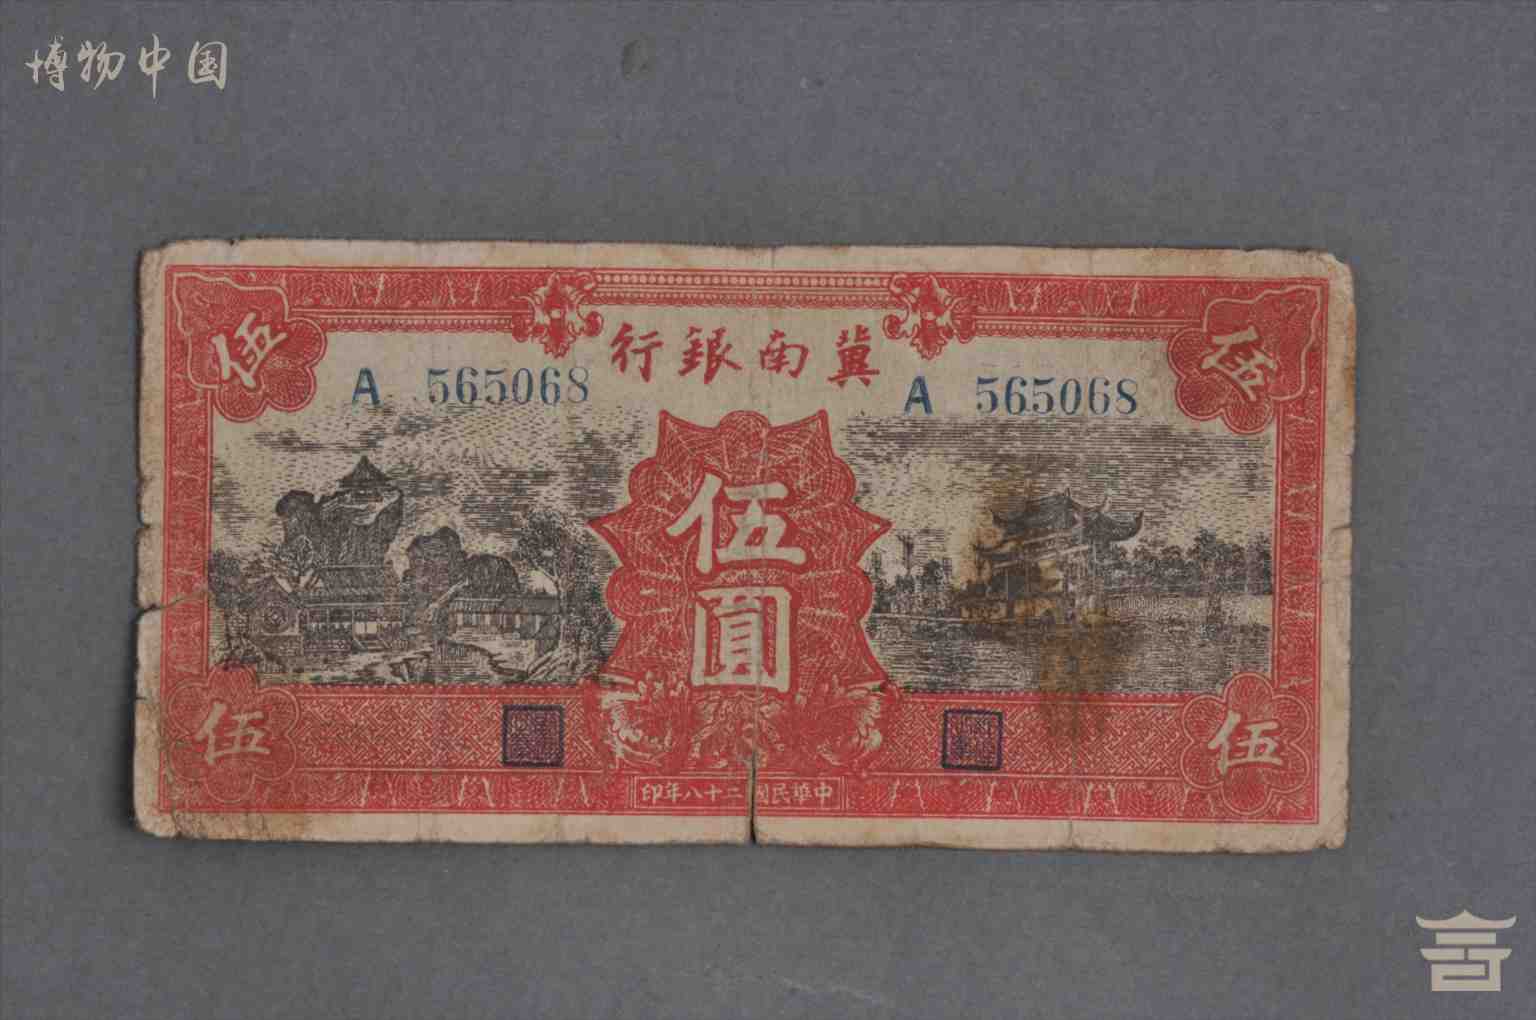 博物中国
冀南銀行
A 565068
A 565068
伍
伍
伍圓
伍
伍
中華民國二十八年印